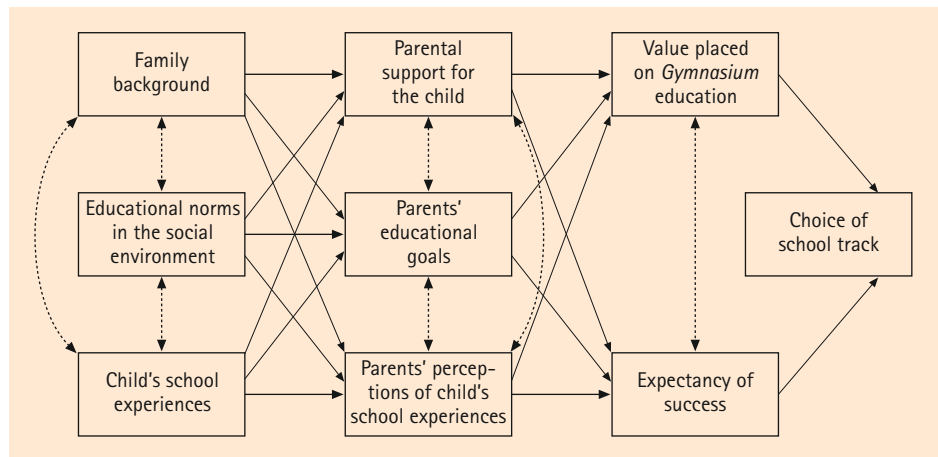 Family
background
Parental
support for
the child
Value placed
on Gymnasium
education
Educational norms
in the social
environment
Parents'
educational
goals
Choice of
school track
Child's school
experiences
Parents' percep-
tions of child's
school experiences
Expectancy of
success